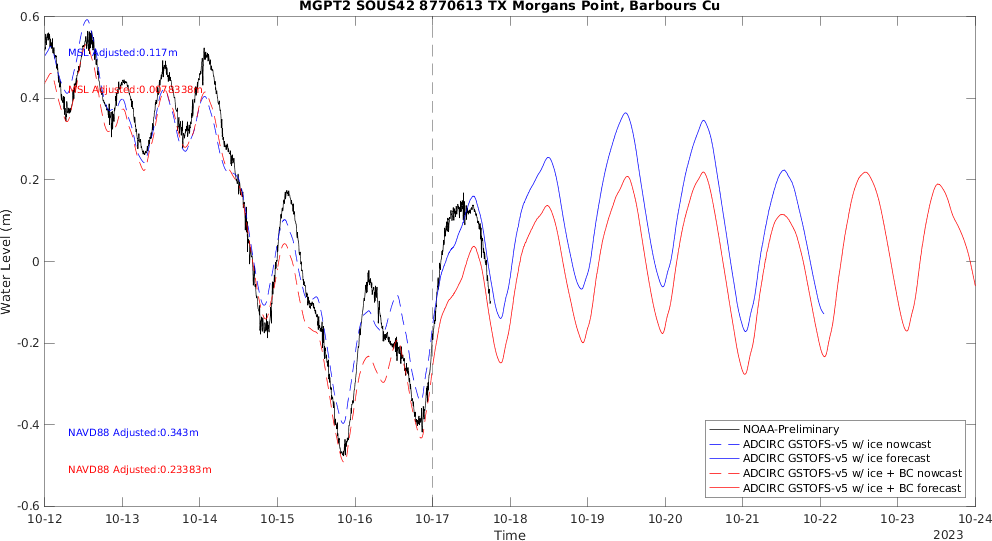 MGPT2 SOUS42 8770613 TX Morgans Point, Barbours Cu
0.6
0.4
0.2
0
-0.2
-0.4
-0.6
Water Level (m)
MSL Adjusted:0.117m
MSL Adjusted:0.0078338m
NAVD88 Adjusted:0.343m
NAVD88 Adjusted:0.23383m
NOAA-Preliminary
ADCIRC GSTOFS-v5 w/ ice nowcast
ADCIRC GSTOFS-v5 w/ ice forecast
ADCIRC GSTOFS-v5 w/ ice + BC nowcast
ADCIRC GSTOFS-v5 w/ ice + BC forecast
10-12 10-13 10-14 10-15 10-16 10-17 10-18 10-19 10-20 10-21 10-22 10-23 10-24
Time
2023